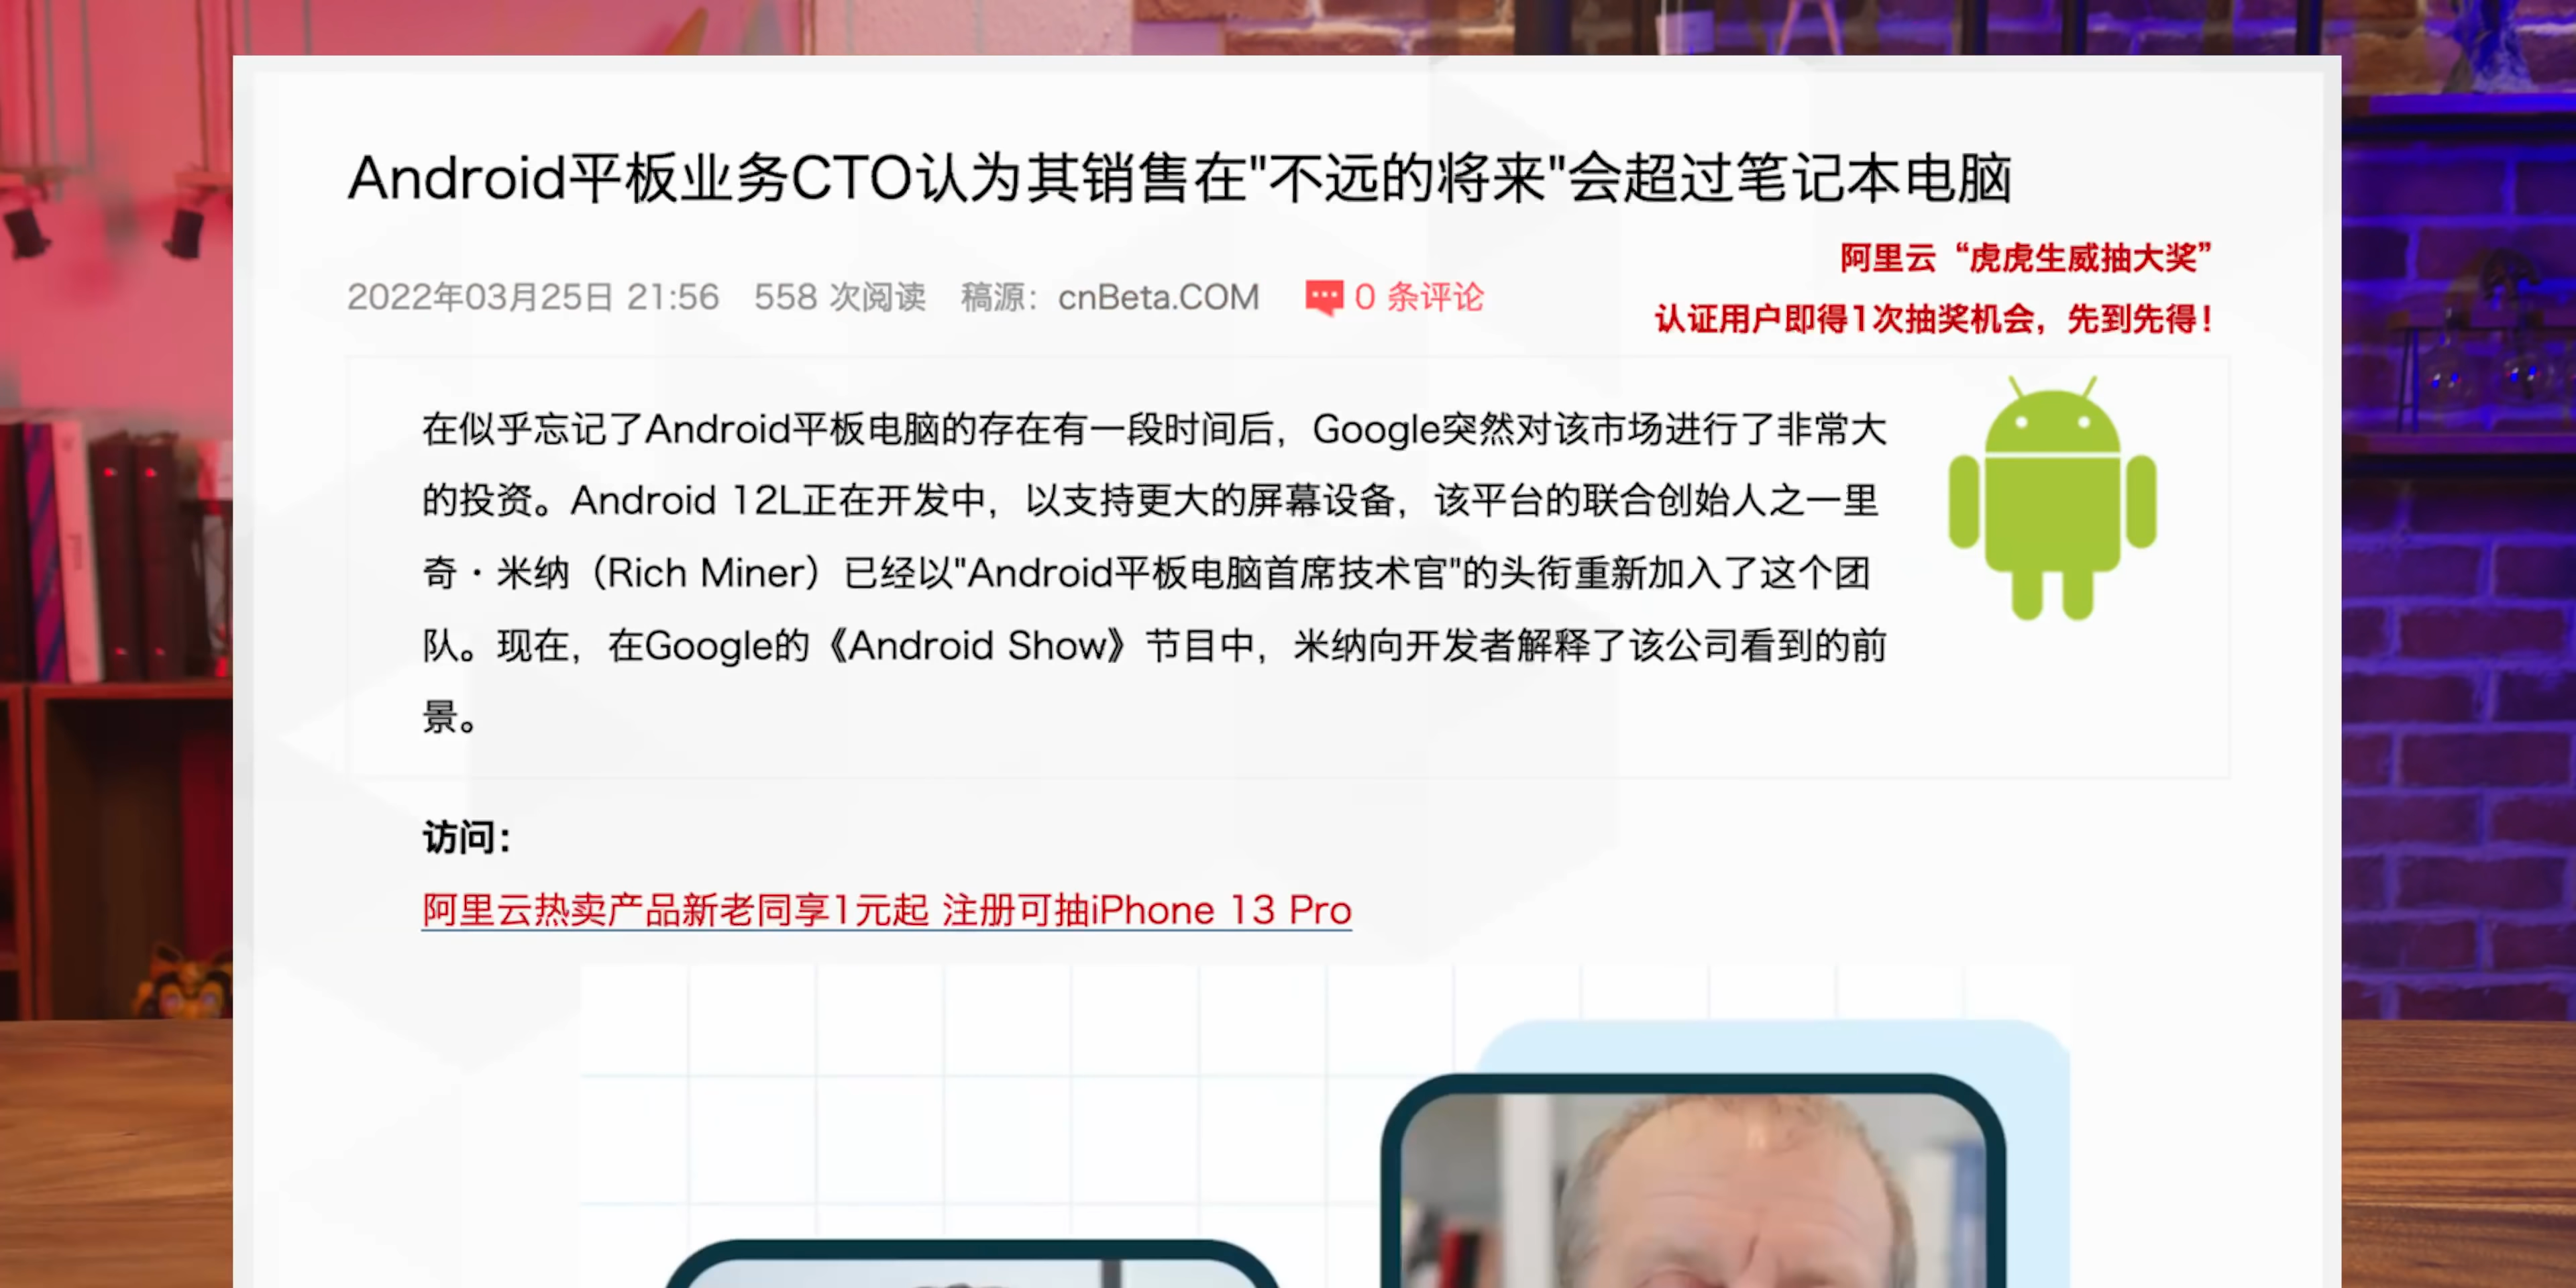 Android平板业务CTO认为其销售在"不远的将来"会超过笔记本电脑
阿里云“虎虎生威抽大奖”
2022年03月25日 21:56 558 次阅读 稿源：cnBeta.COM 0 条评论
认证用户即得1次抽奖机会，先到先得！
在似乎忘记了Android平板电脑的存在有一段时间后，Google突然对该市场进行了非常大
的投资。Android 12L正在开发中，以支持更大的屏幕设备，该平台的联合创始人之一里
奇・米纳（Rich Miner）已经以"Android平板电脑首席技术官"的头衔重新加入了这个团
队。现在，在Google的《Android Show》节目中，米纳向开发者解释了该公司看到的前
景。
访问：
阿里云热卖产品新老同享1元起 注册可抽iPhone 13 Pro